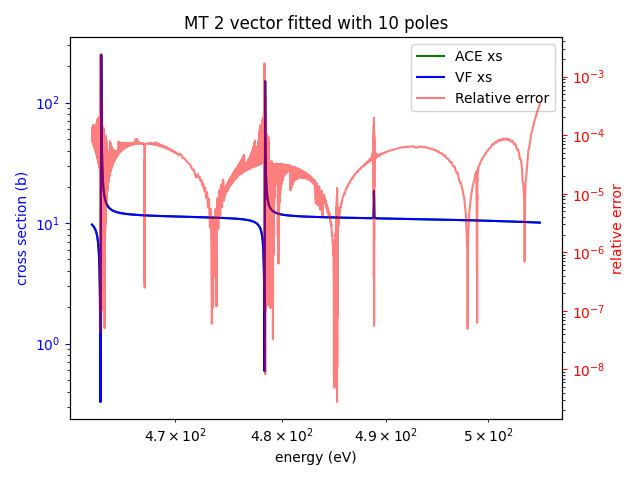 MT 2 vector fitted with 10 poles
ACE xs
VF xs
Relative error
cross section (b)
10²
10¹
10⁰
relative error
10⁻³
10⁻⁴
10⁻⁵
10⁻⁶
10⁻⁷
10⁻⁸
4.7 × 10² 4.8 × 10² 4.9 × 10² 5 × 10²
energy (eV)